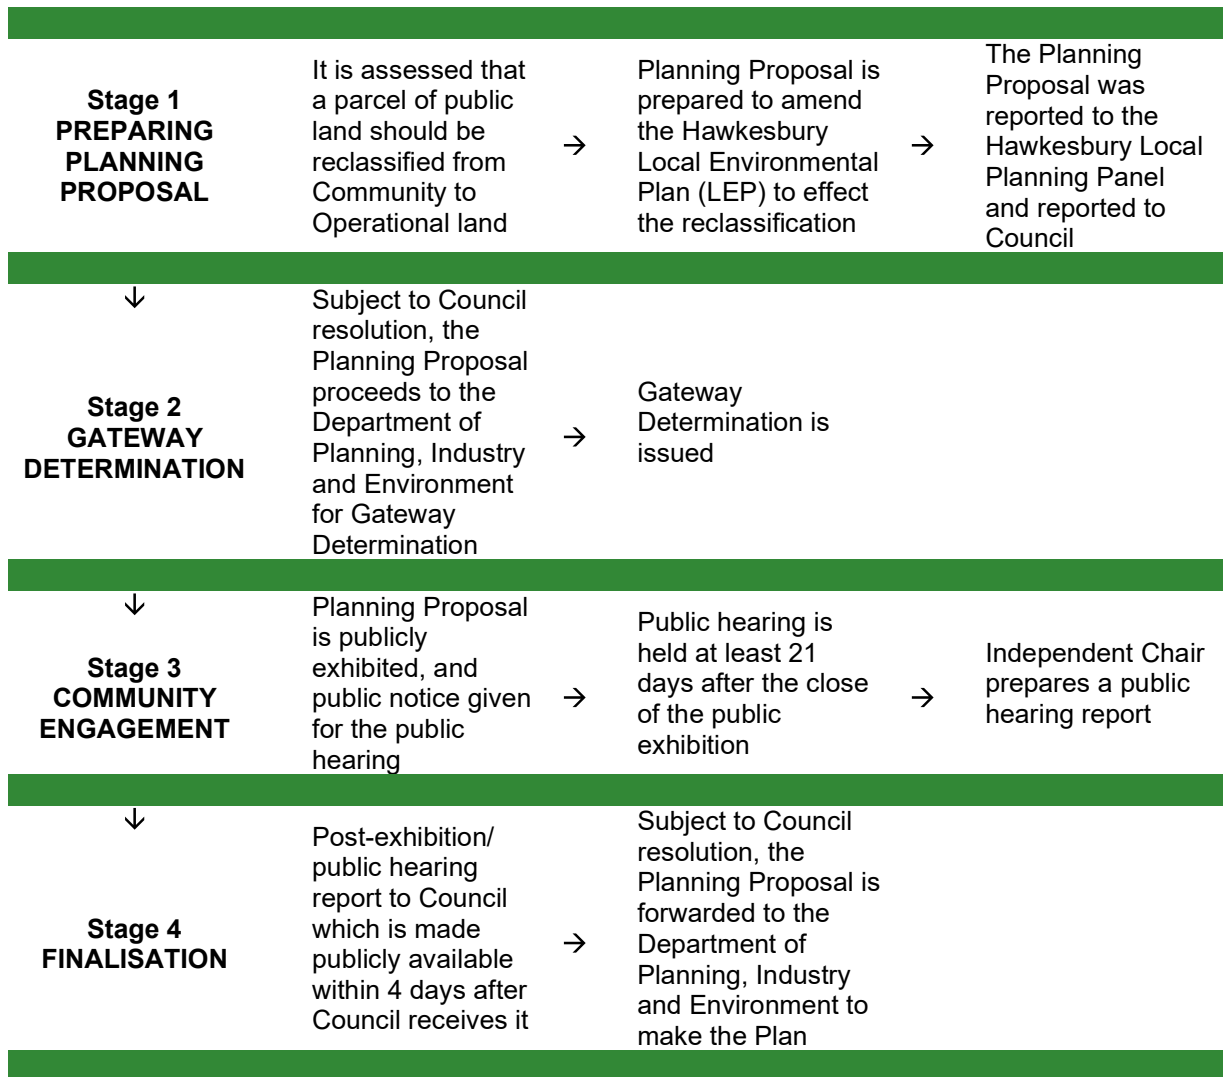 Stage 1
PREPARING
PLANNING
PROPOSAL
It is assessed that
a parcel of public
land should be
reclassified from
Community to
Operational land
→
Planning Proposal is
prepared to amend
the Hawkesbury
Local Environmental
Plan (LEP) to effect
the reclassification
→
The Planning
Proposal was
reported to the
Hawkesbury Local
Planning Panel
and reported to
Council
↓
Stage 2
GATEWAY
DETERMINATION
Subject to Council
resolution, the
Planning Proposal
proceeds to the
Department of
Planning, Industry
and Environment
for Gateway
Determination
→
Gateway
Determination is
issued
↓
Stage 3
COMMUNITY
ENGAGEMENT
Planning Proposal
is publicly
exhibited, and
public notice given
for the public
hearing
→
Public hearing is
held at least 21
days after the close
of the public
exhibition
→
Independent Chair
prepares a public
hearing report
↓
Stage 4
FINALISATION
Post-exhibition/
public hearing
report to Council
which is made
publicly available
within 4 days after
Council receives it
→
Subject to Council
resolution, the
Planning Proposal is
forwarded to the
Department of
Planning, Industry
and Environment to
make the Plan